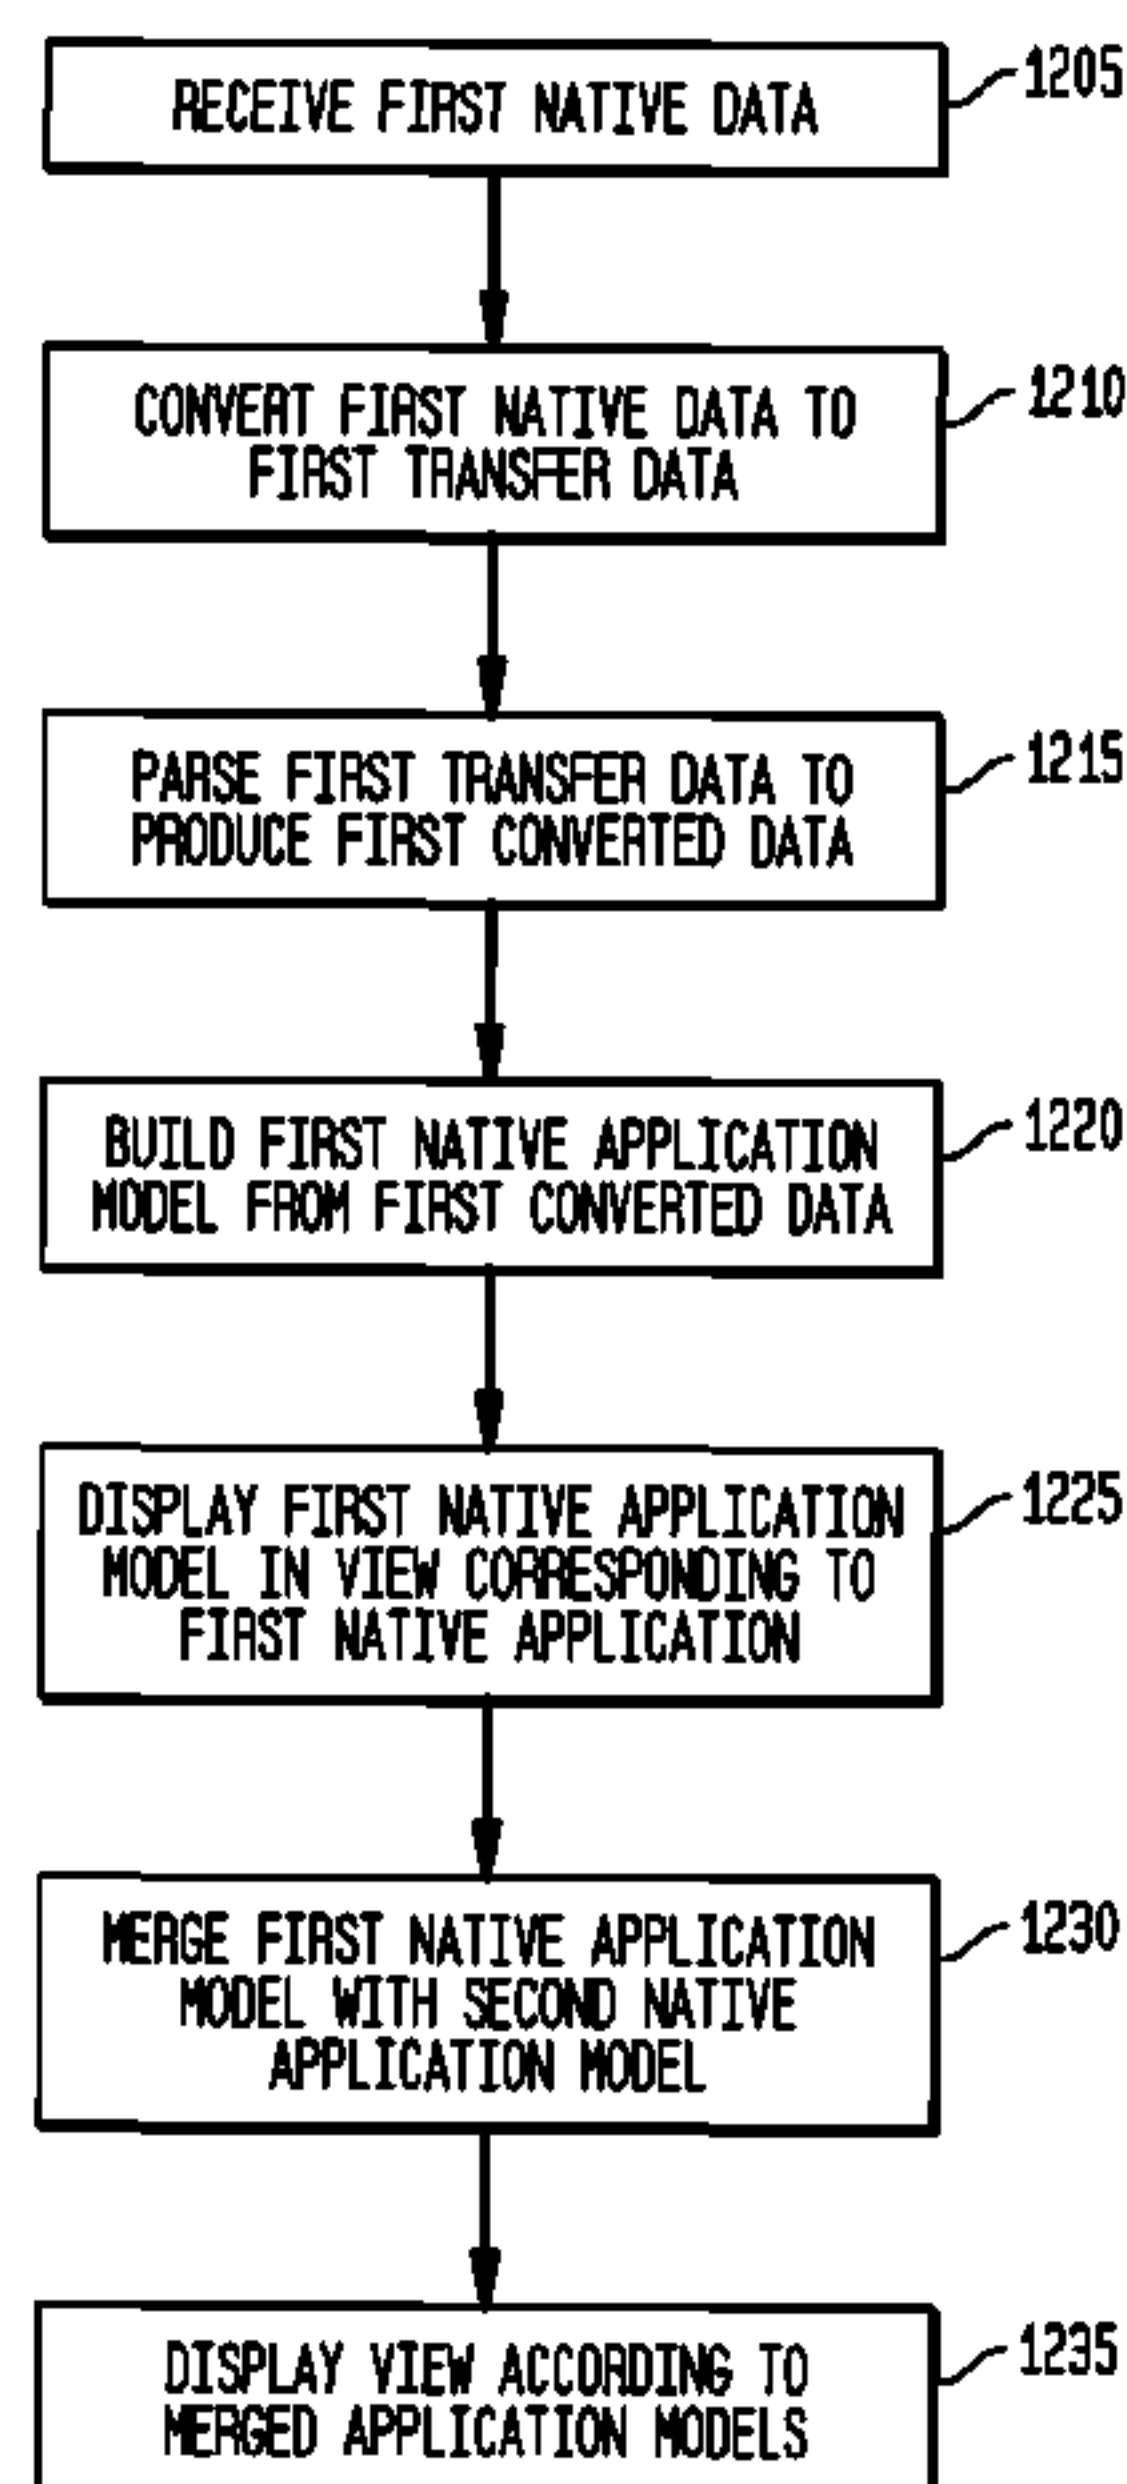 RECEIVE FIRST NATIVE DATA
1205
CONVERT FIRST NATIVE DATA TO
FIRST TRANSFER DATA
1210
PARSE FIRST TRANSFER DATA TO
PRODUCE FIRST CONVERTED DATA
1215
BUILD FIRST NATIVE APPLICATION
MODEL FROM FIRST CONVERTED DATA
1220
DISPLAY FIRST NATIVE APPLICATION
MODEL IN VIEW CORRESPONDING TO
FIRST NATIVE APPLICATION
1225
MERGE FIRST NATIVE APPLICATION
MODEL WITH SECOND NATIVE
APPLICATION MODEL
1230
DISPLAY VIEW ACCORDING TO
MERGED APPLICATION MODELS
1235